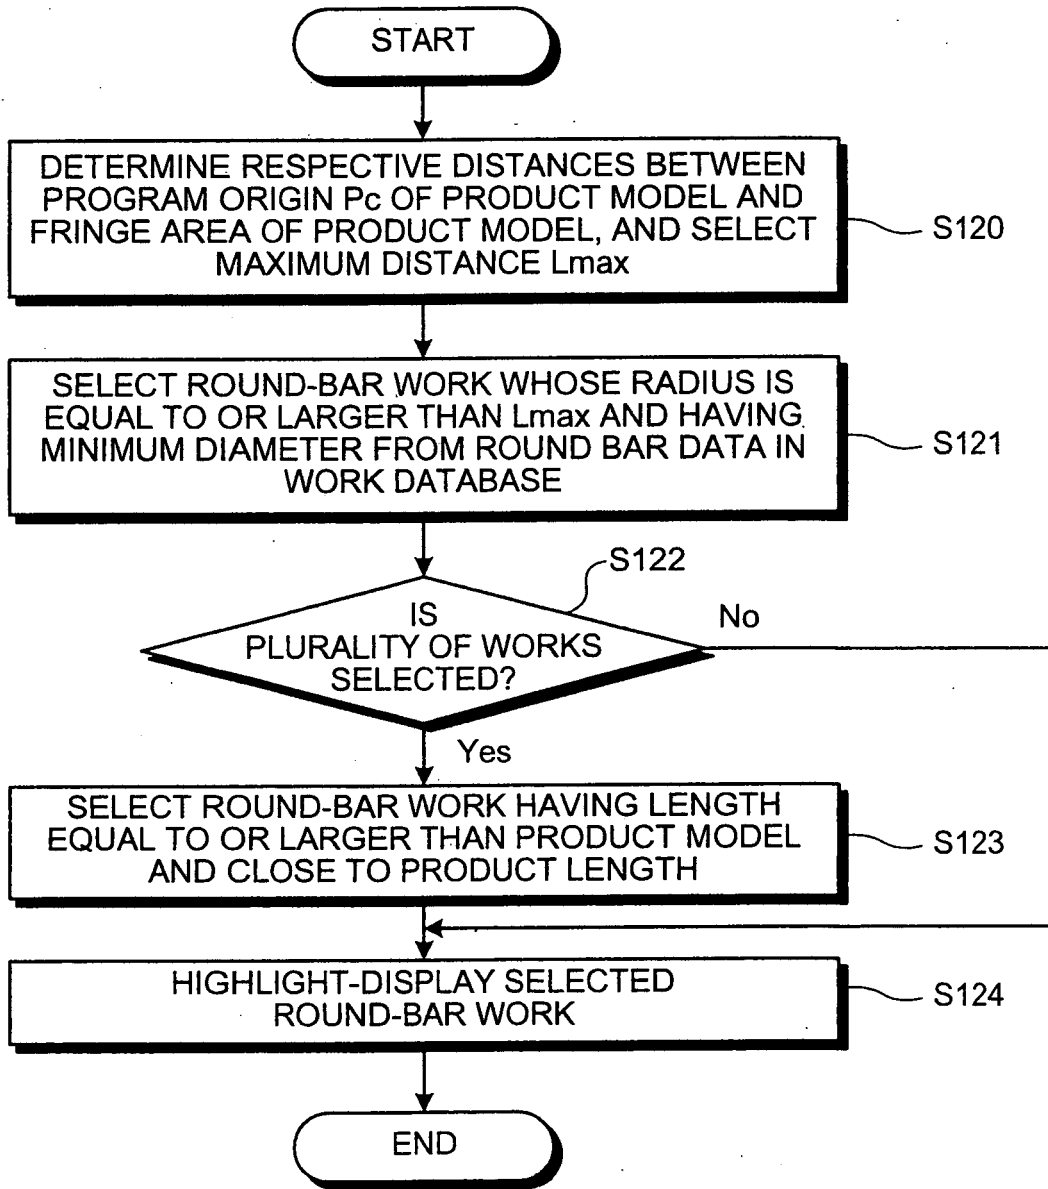 START
DETERMINE RESPECTIVE DISTANCES BETWEEN
PROGRAM ORIGIN Pc OF PRODUCT MODEL AND
FRINGE AREA OF PRODUCT MODEL, AND SELECT
MAXIMUM DISTANCE Lmax
S120
SELECT ROUND-BAR WORK WHOSE RADIUS IS
EQUAL TO OR LARGER THAN Lmax AND HAVING
MINIMUM DIAMETER FROM ROUND BAR DATA IN
WORK DATABASE
S121
S122
IS
PLURALITY OF WORKS
SELECTED?
No
Yes
SELECT ROUND-BAR WORK HAVING LENGTH
EQUAL TO OR LARGER THAN PRODUCT MODEL
AND CLOSE TO PRODUCT LENGTH
S123
HIGHLIGHT-DISPLAY SELECTED
ROUND-BAR WORK
S124
END